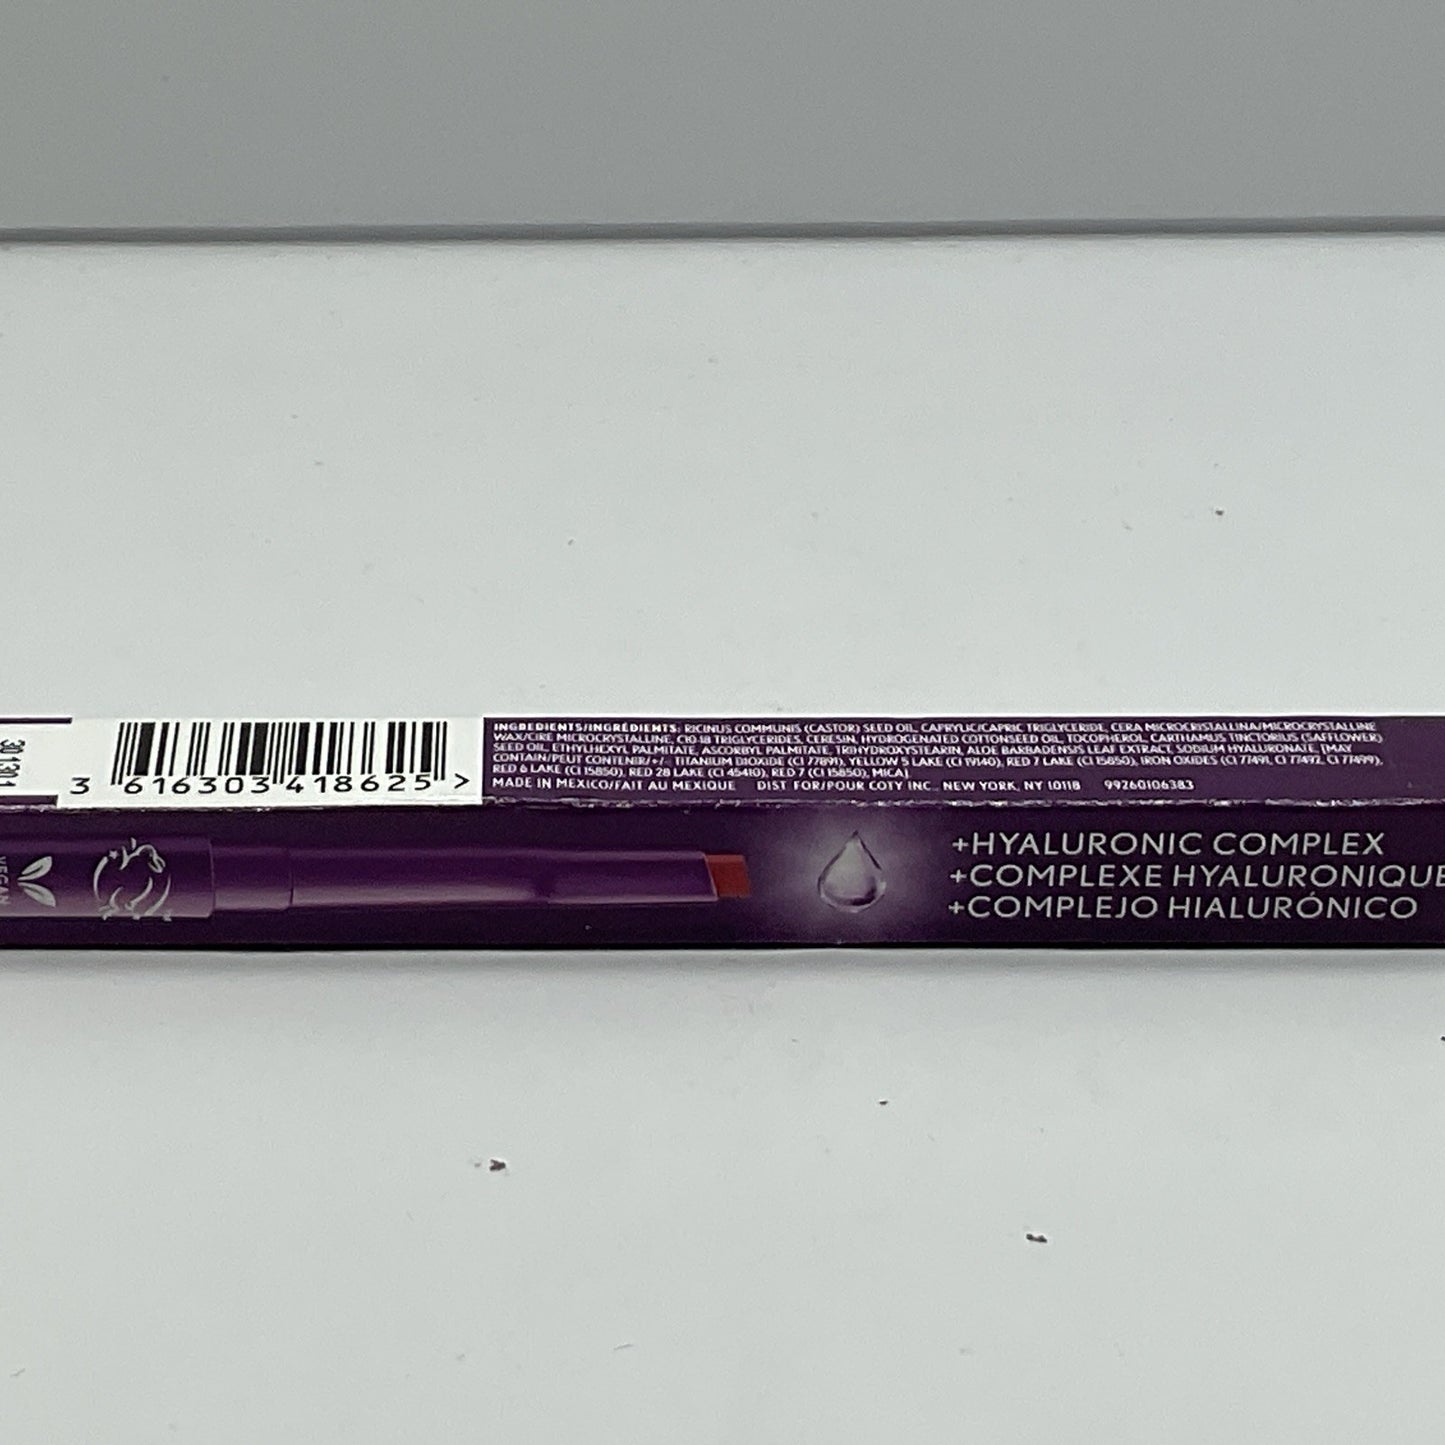 30 1301
3 616303 418625 >
INGREDIENTS/INGRÉDIENTS: RICINUS COMMUNIS (CASTOR) SEED OIL, CAPRYLIC/CAPRIC TRIGLYCERIDE, CERA MICROCRISTALLINA/MICROCRYSTALLINE
WAX/CIRE MICROCRYSTALLINE, C10-18 TRIGLYCERIDES, CERESIN, HYDROGENATED COTTONSEED OIL, TOCOPHEROL, CARTHAMUS TINCTORIUS (SAFFLOWER)
SEED OIL, ETHYLHEXYL PALMITATE, ASCORBYL PALMITATE, TRIHYDROXYSTEARIN, ALOE BARBADENSIS LEAF EXTRACT, SODIUM HYALURONATE, [MAY
CONTAIN/PEUT CONTENIR/+/- TITANIUM DIOXIDE (CI 77891), YELLOW 5 LAKE (CI 19140), RED 7 LAKE (CI 15850), IRON OXIDES (CI 77491, CI 77492, CI 77499),
RED 6 LAKE (CI 15850), RED 28 LAKE (CI 45410), RED 7 (CI 15850), MICA]
MADE IN MEXICO/FAIT AU MEXIQUE DIST FOR/POUR COTY INC. NEW YORK, NY 10118 99260106383
VEGAN
+HYALURONIC COMPLEX
+COMPLEXE HYALURONIQUE
+COMPLEJO HIALURÓNICO